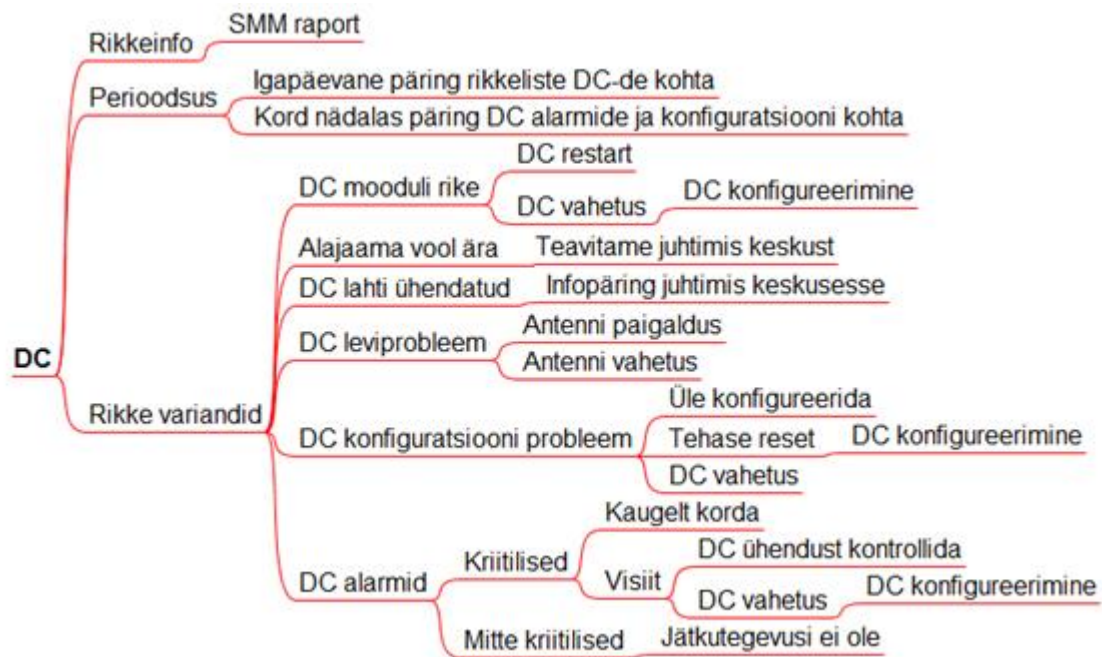 SMM raport
Rikkeinfo
Igapäevane päring rikkeliste DC-de kohta
Perioodsus
Kord nädalas päring DC alarmide ja konfiguratsiooni kohta
DC restart
DC mooduli rike
DC vahetus
DC konfigureerimine
Alajaama vool ära
Teavitame juhtimis keskust
DC lahti ühendatud
Infopäring juhtimis keskusesse
Antenni paigaldus
DC leviprobleem
Antenni vahetus
DC
Rikke variandid
Üle konfigureerida
DC konfiguratsiooni probleem
Tehase reset
DC konfigureerimine
DC vahetus
Kaugelt korda
Kriitilised
DC ühendust kontrollida
Visiit
DC alarmid
DC vahetus
DC konfigureerimine
Mitte kriitilised
Jätkutegevusi ei ole